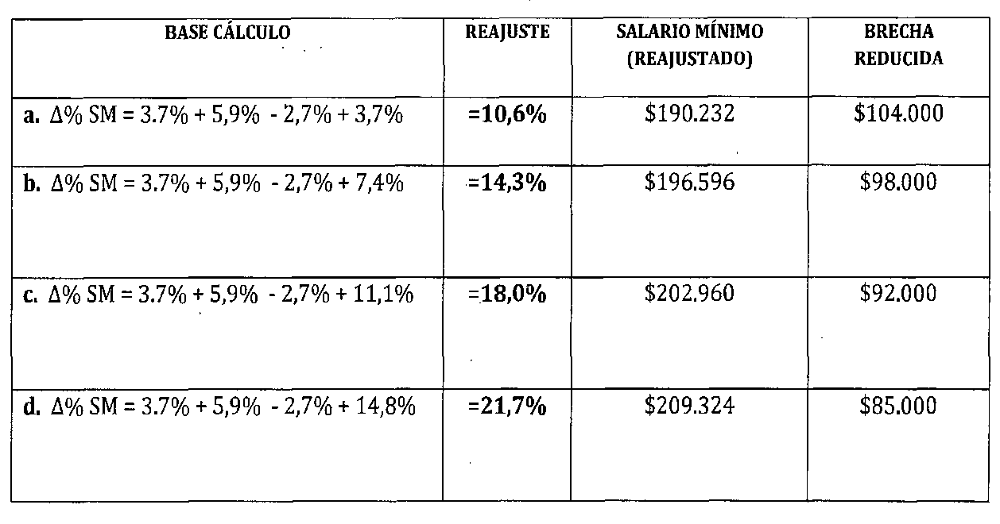 BASE CÁLCULO REAJUSTE SALARIO MÍNIMO (REAJUSTADO) BRECHA REDUCIDA
a. Δ% SM = 3.7% + 5,9% - 2,7% + 3,7% =10,6% $190.232 $104.000
b. Δ% SM = 3.7% + 5,9% - 2,7% + 7,4% =14,3% $196.596 $98.000
c. Δ% SM = 3.7% + 5,9% - 2,7% + 11,1% =18,0% $202.960 $92.000
d. Δ% SM = 3.7% + 5,9% - 2,7% + 14,8% =21,7% $209.324 $85.000